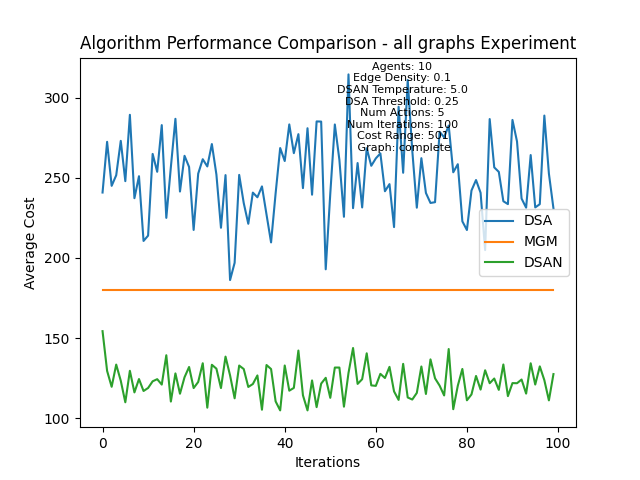 Algorithm Performance Comparison - all graphs Experiment
Agents: 10
Edge Density: 0.1
DSAN Temperature: 5.0
DSA Threshold: 0.25
Num Actions: 5
Num Iterations: 100
Cost Range: 50
Graph: complete
Average Cost
300
250
200
150
100
DSA
MGM
DSAN
0
20
40
60
80
100
Iterations